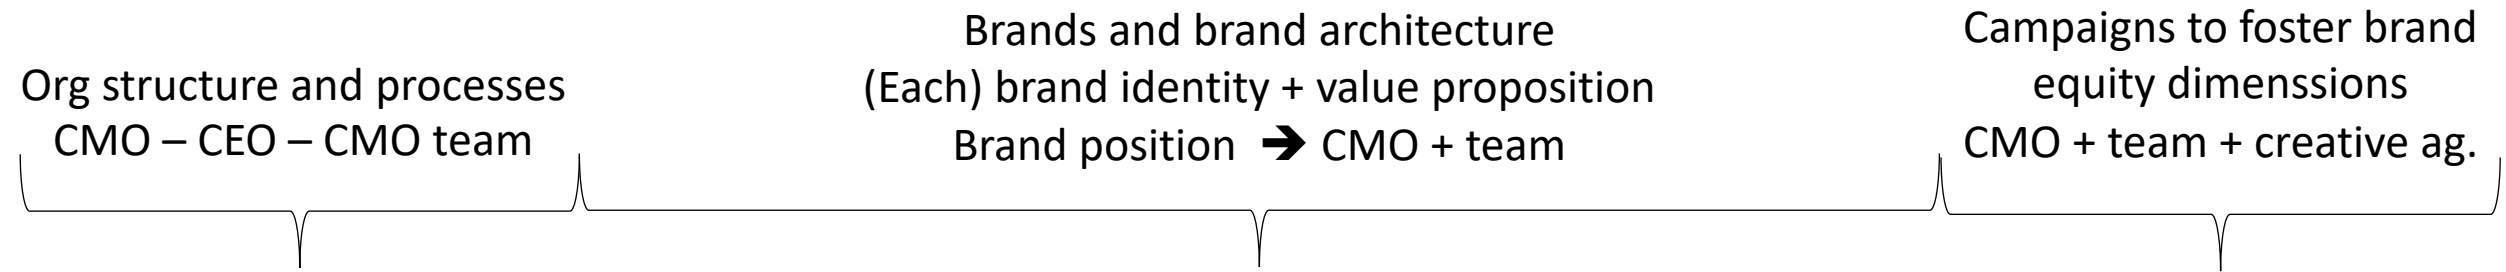 Org structure and processes
CMO – CEO – CMO team
Brands and brand architecture
(Each) brand identity + value proposition
Brand position ➔ CMO + team
Campaigns to foster brand
equity dimenssions
CMO + team + creative ag.